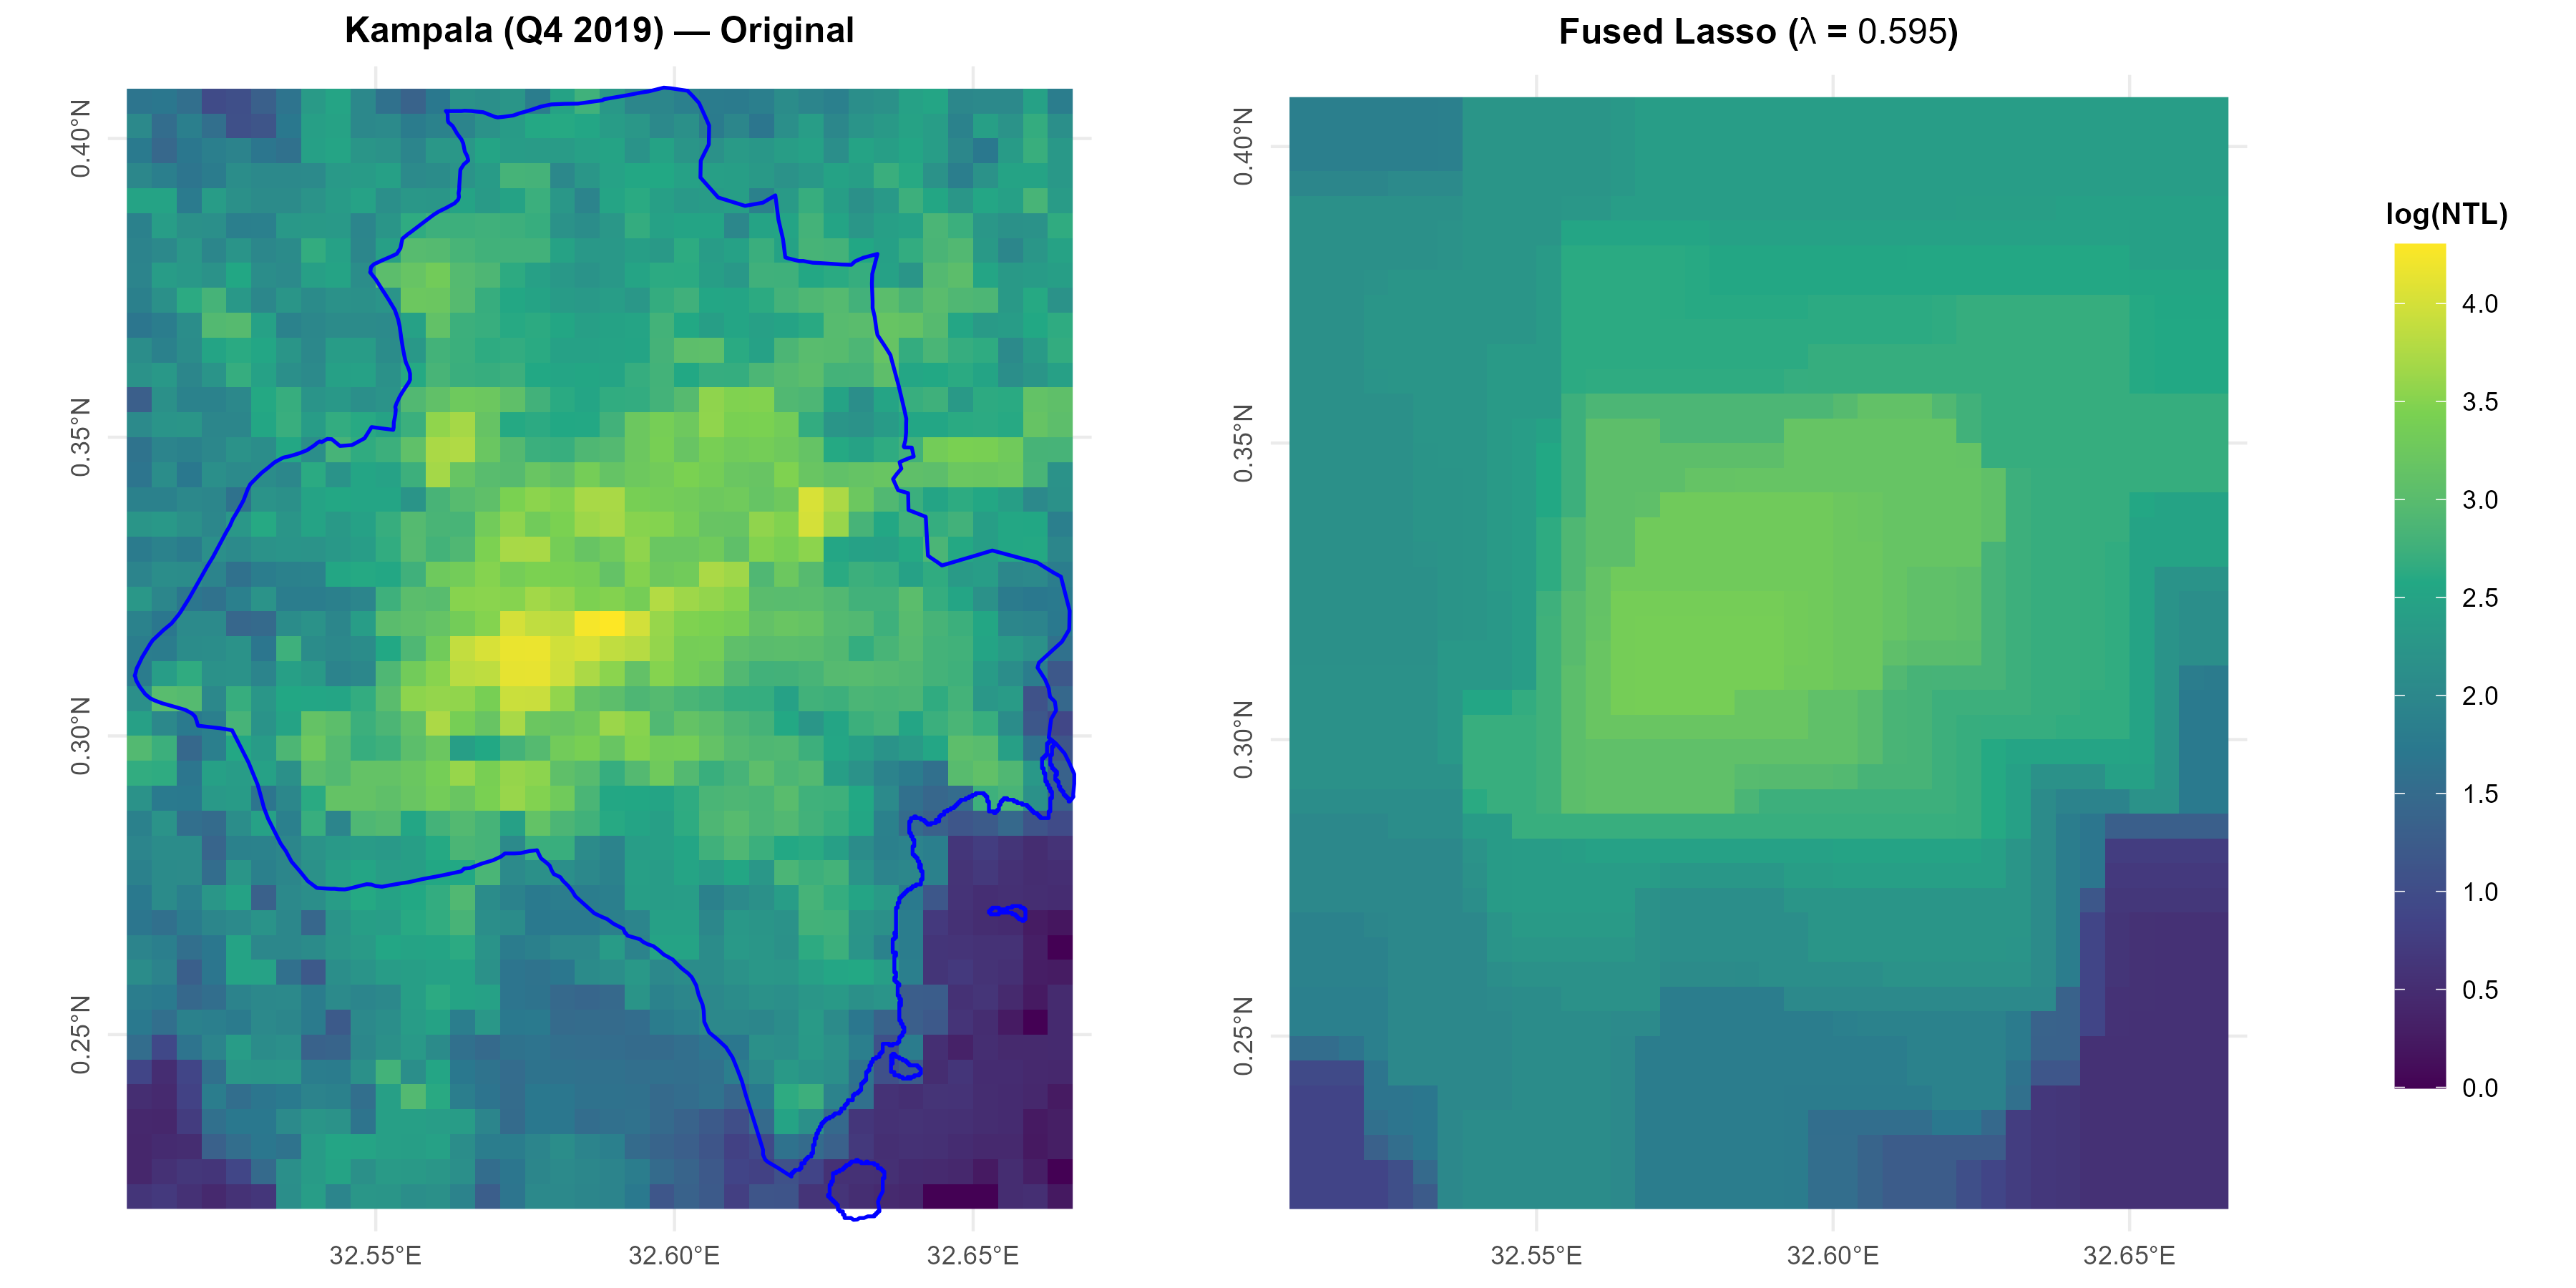 Kampala (Q4 2019) — Original
0.40°N
0.35°N
0.30°N
0.25°N
32.55°E
32.60°E
32.65°E
Fused Lasso (λ = 0.595)
0.40°N
0.35°N
0.30°N
0.25°N
32.55°E
32.60°E
32.65°E
log(NTL)
4.0
3.5
3.0
2.5
2.0
1.5
1.0
0.5
0.0